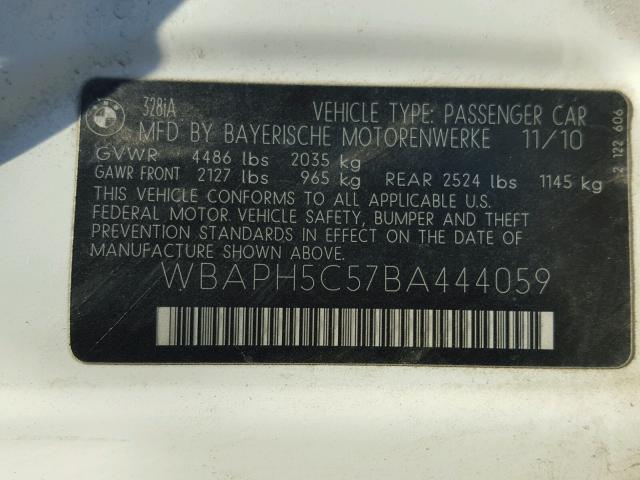 BMW
328iA VEHICLE TYPE: PASSENGER CAR
MFD BY BAYERISCHE MOTORENWERKE 11/10
GVWR 4486 lbs 2035 kg
GAWR FRONT 2127 lbs 965 kg REAR 2524 lbs 1145 kg
THIS VEHICLE CONFORMS TO ALL APPLICABLE U.S.
FEDERAL MOTOR VEHICLE SAFETY, BUMPER AND THEFT
PREVENTION STANDARDS IN EFFECT ON THE DATE OF
MANUFACTURE SHOWN ABOVE.
WBAPH5C57BA444059
2 122 606